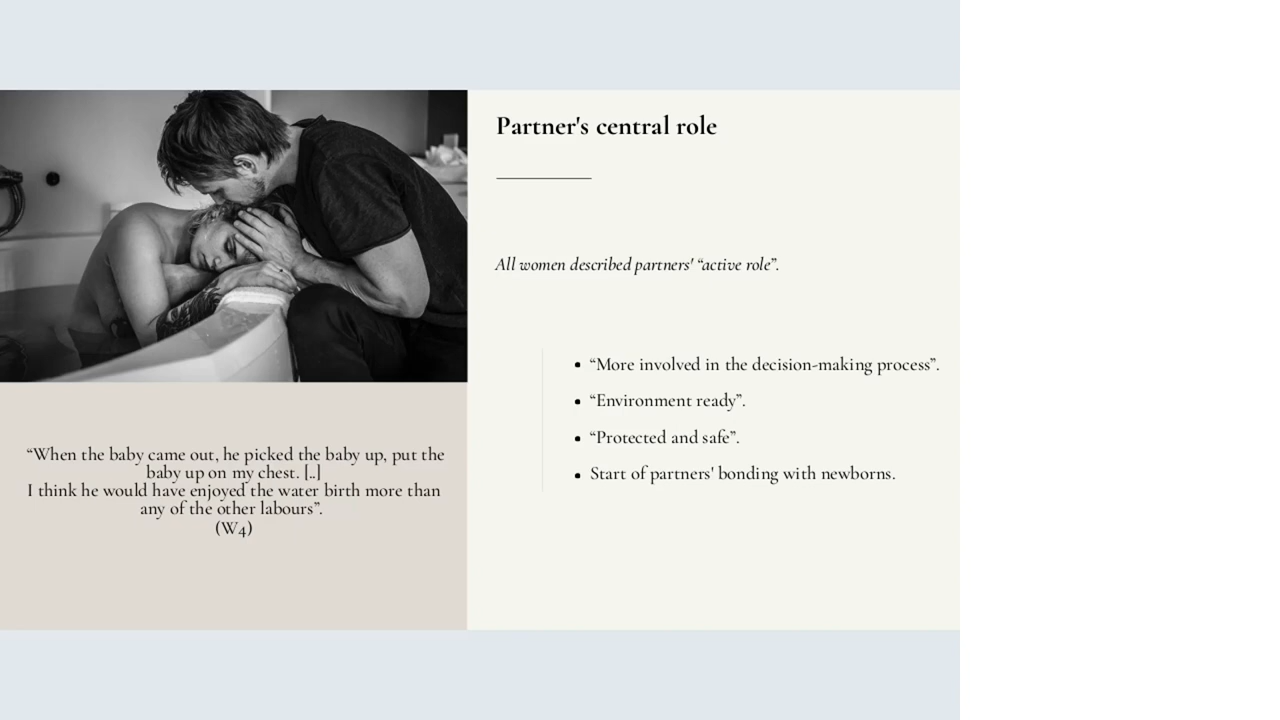 Partner's central role
All women described partners' “active role”.
“More involved in the decision-making process”.
“Environment ready”.
“Protected and safe”.
Start of partners' bonding with newborns.
“When the baby came out, he picked the baby up, put the
baby up on my chest. [..]
I think he would have enjoyed the water birth more than
any of the other labours”.
(W4)